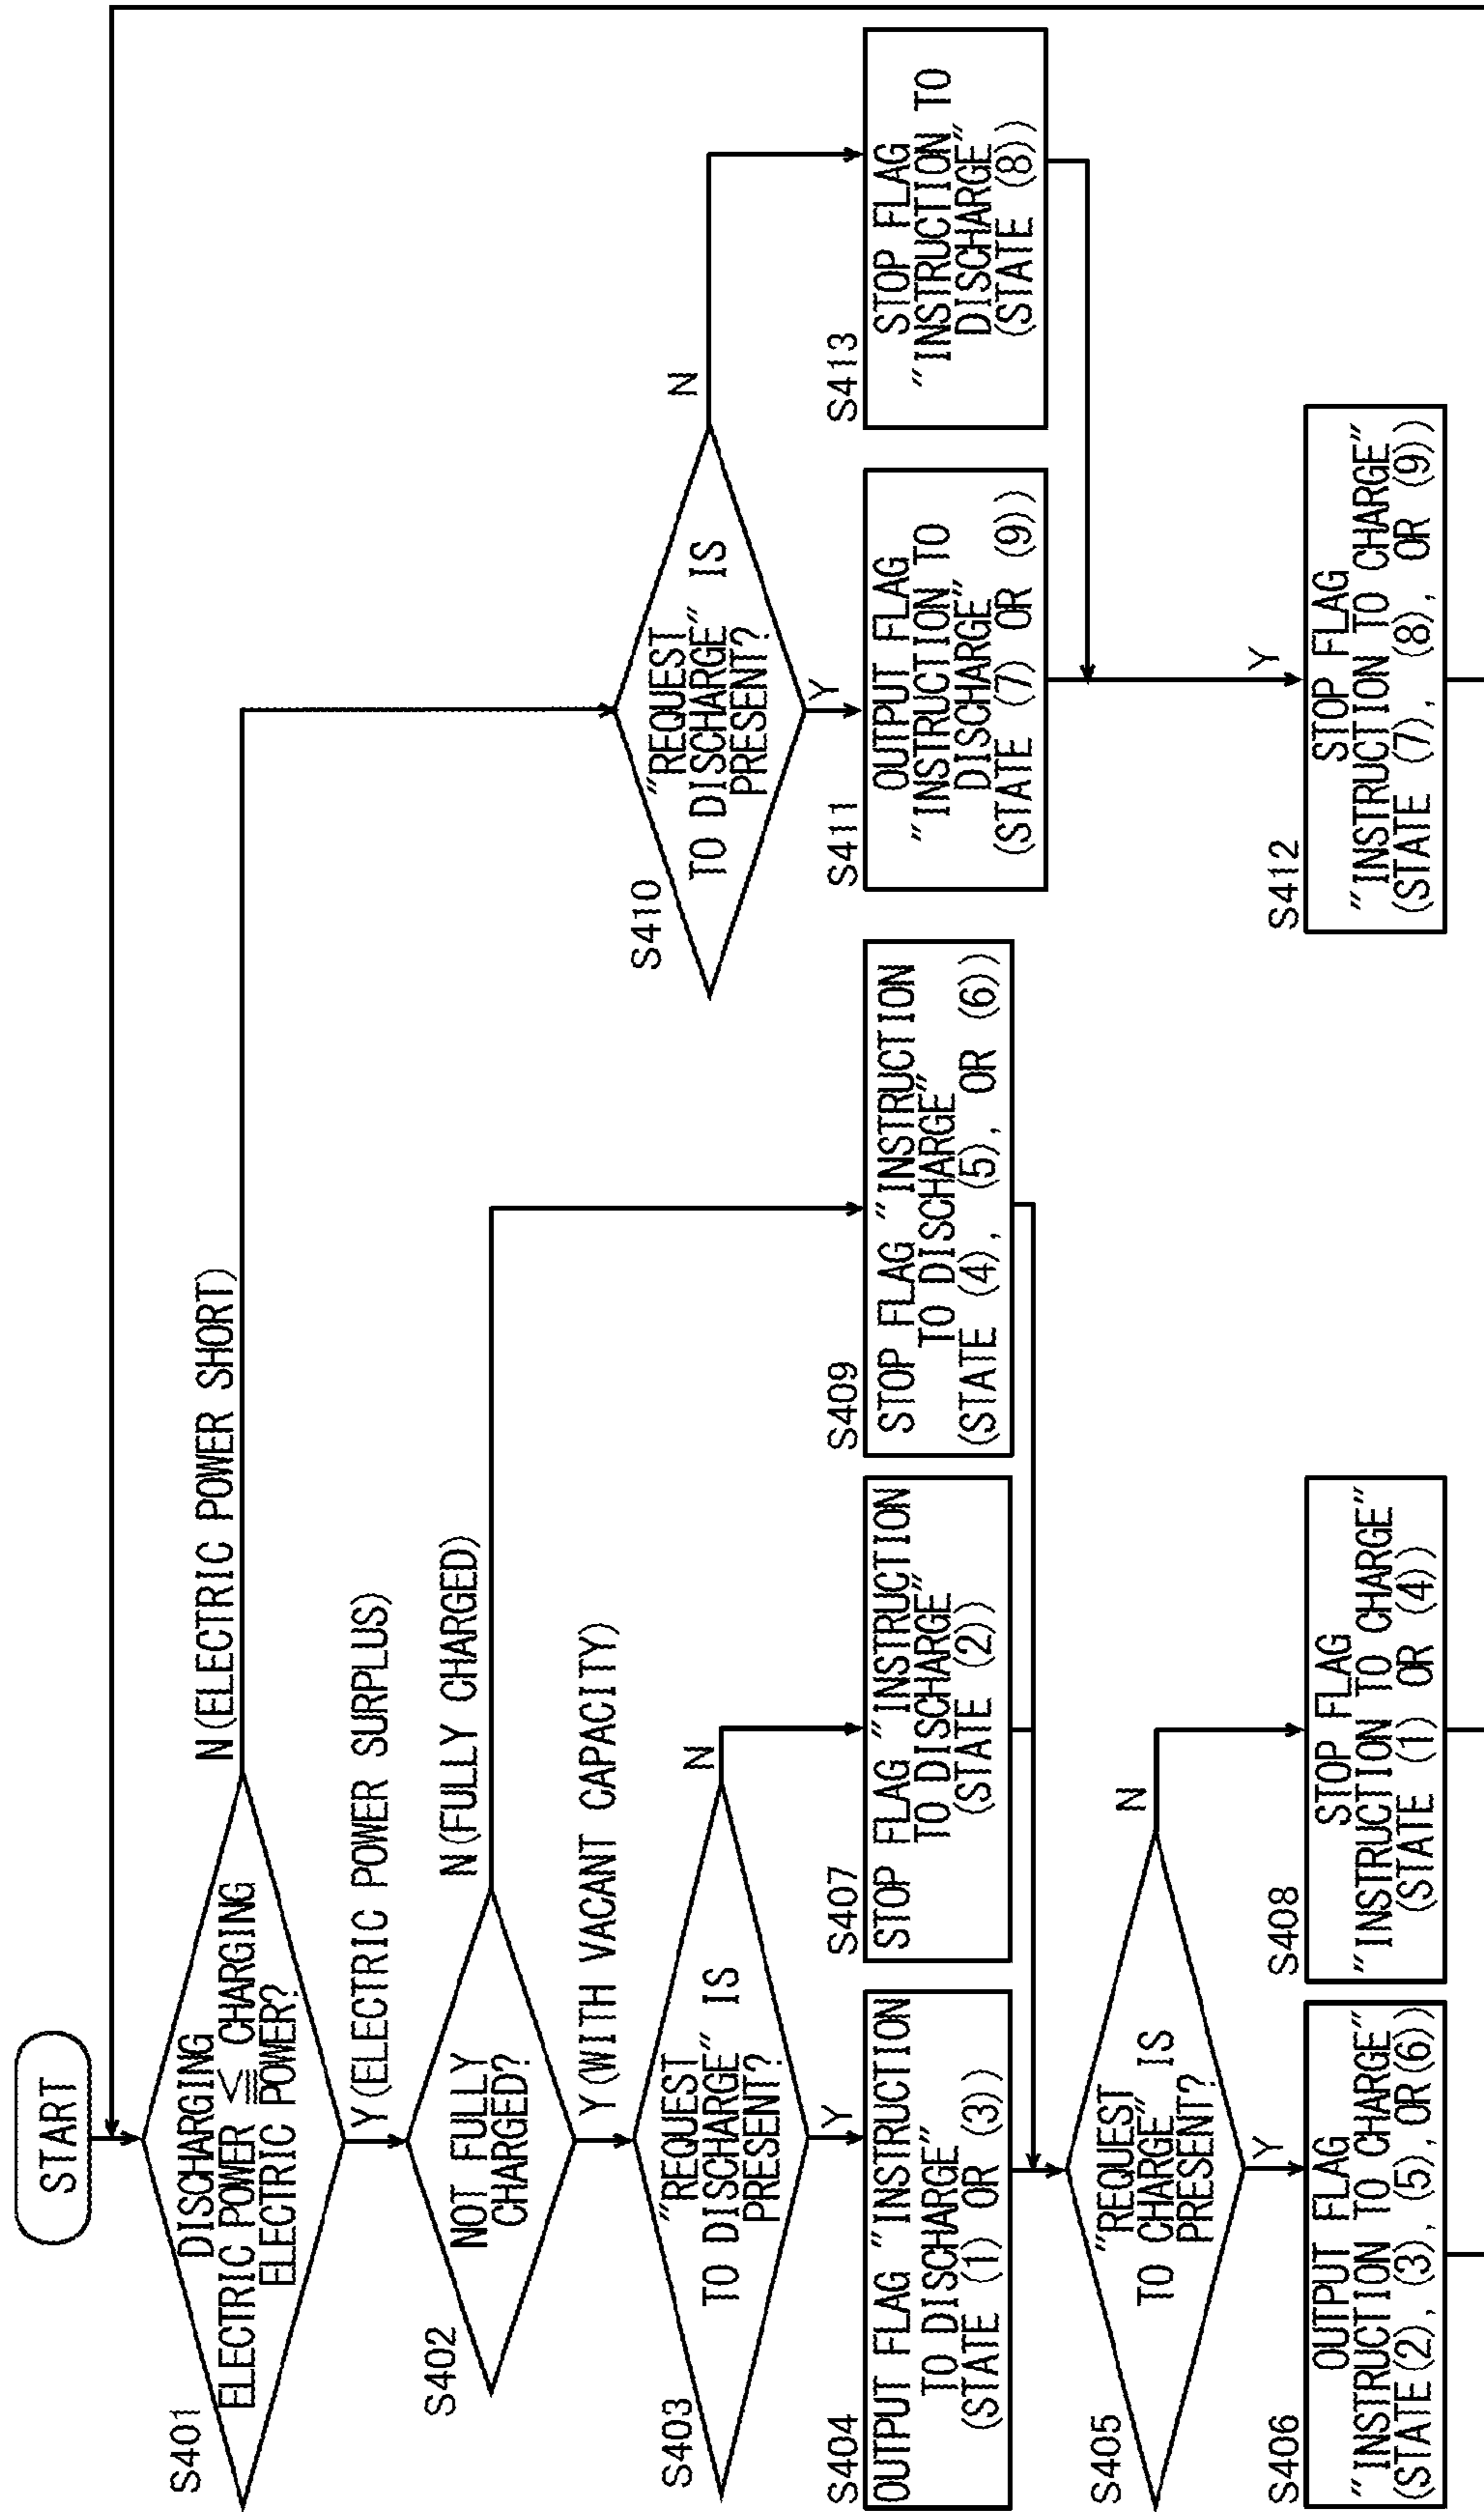 START
S401
DISCHARGING
ELECTRIC POWER ≦ CHARGING
ELECTRIC POWER?
N(ELECTRIC POWER SHORT)
Y(ELECTRIC POWER SURPLUS)
S402
NOT FULLY
CHARGED?
N(FULLY CHARGED)
Y(WITH VACANT CAPACITY)
S403
"REQUEST
TO DISCHARGE" IS
PRESENT?
N
Y
S410
"REQUEST
TO DISCHARGE" IS
PRESENT?
N
Y
S404
OUTPUT FLAG "INSTRUCTION
TO DISCHARGE"
(STATE (1) OR (3))
S407
STOP FLAG "INSTRUCTION
TO DISCHARGE"
(STATE (2))
S409
STOP FLAG "INSTRUCTION
TO DISCHARGE"
(STATE (4), (5), OR (6))
S411
OUTPUT FLAG
"INSTRUCTION TO
DISCHARGE"
(STATE (7) OR (9))
S413
STOP FLAG
"INSTRUCTION TO
DISCHARGE"
(STATE (8))
S405
"REQUEST
TO CHARGE" IS
PRESENT?
N
Y
Y
S406
OUTPUT FLAG
"INSTRUCTION TO CHARGE"
(STATE(2), (3), (5), OR(6))
S408
STOP FLAG
"INSTRUCTION TO CHARGE"
(STATE (1) OR (4))
S412
STOP FLAG
"INSTRUCTION TO CHARGE"
(STATE (7), (8), OR (9))